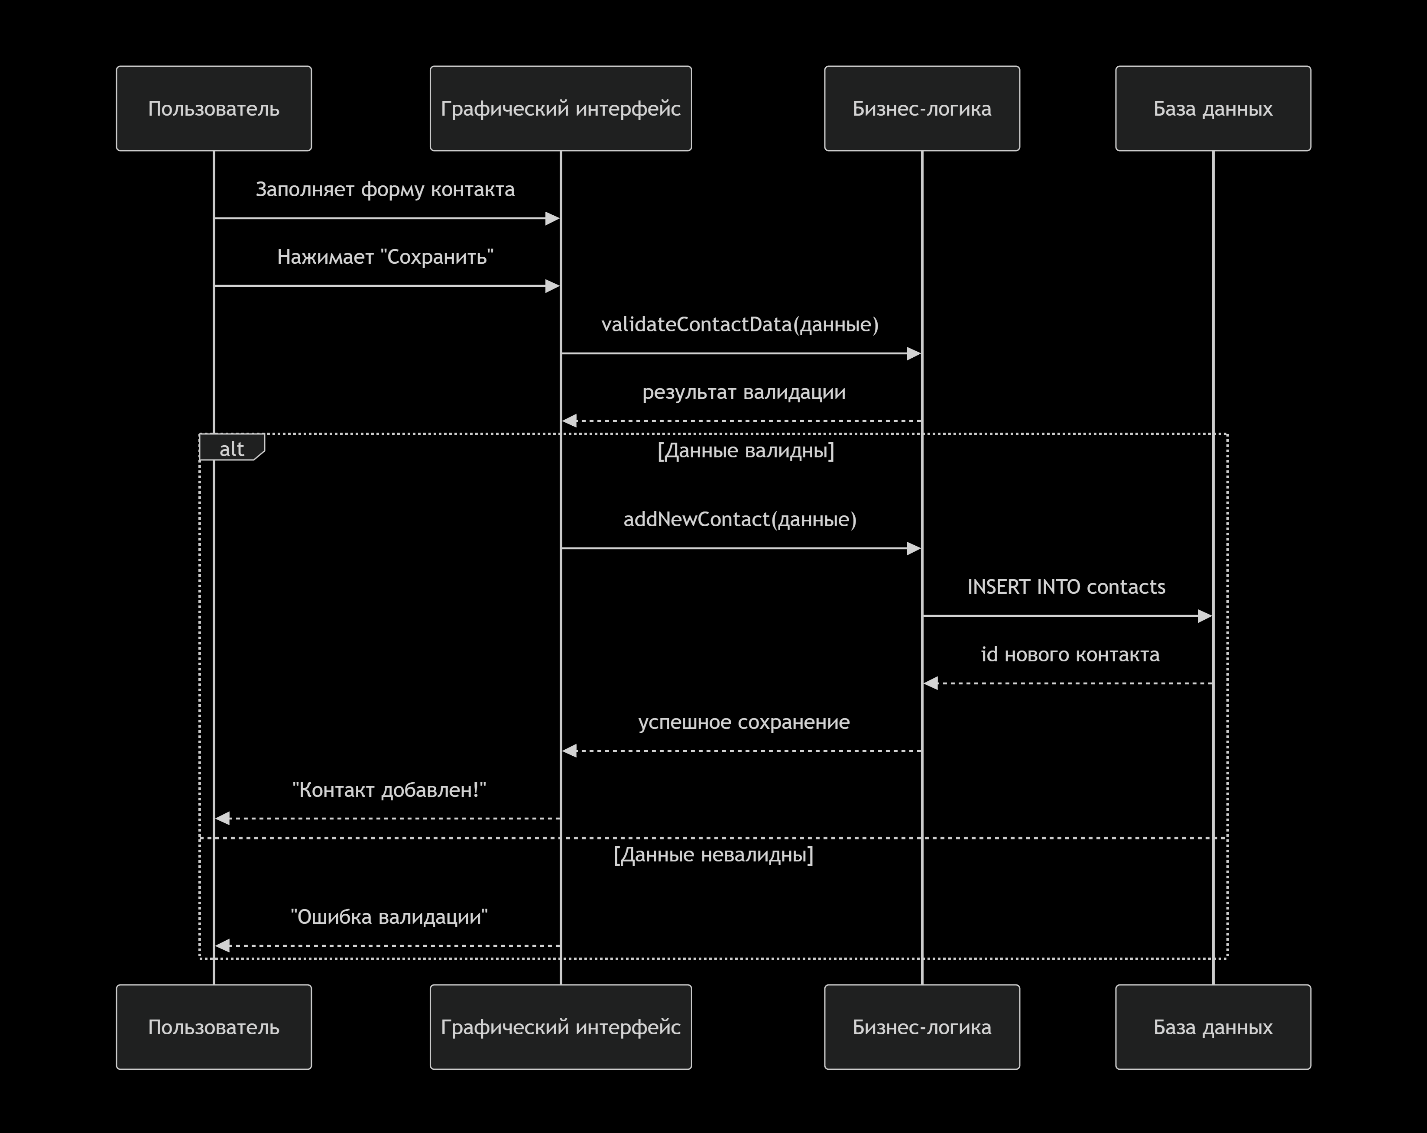 Пользователь
Графический интерфейс
Бизнес-логика
База данных
Заполняет форму контакта
Нажимает "Сохранить"
validateContactData(данные)
результат валидации
alt
[Данные валидны]
addNewContact(данные)
INSERT INTO contacts
id нового контакта
успешное сохранение
"Контакт добавлен!"
[Данные невалидны]
"Ошибка валидации"
Пользователь
Графический интерфейс
Бизнес-логика
База данных